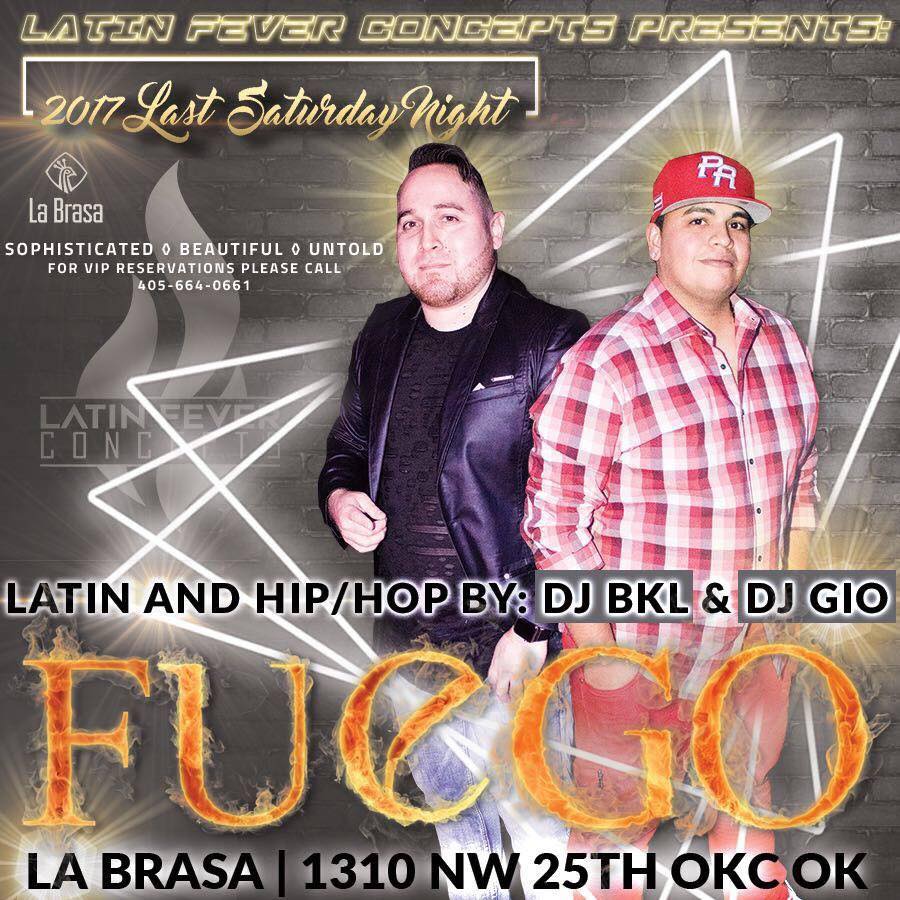 LATIN FEVER CONCEPTS PRESENTS:
2017 Last Saturday Night
La Brasa
SOPHISTICATED ◊ BEAUTIFUL ◊ UNTOLD
FOR VIP RESERVATIONS PLEASE CALL
405-664-0661
PR
LATIN FEVER
CONCEPTS
LATIN AND HIP/HOP BY: DJ BKL & DJ GIO
FUeGO
LA BRASA | 1310 NW 25TH OKC OK